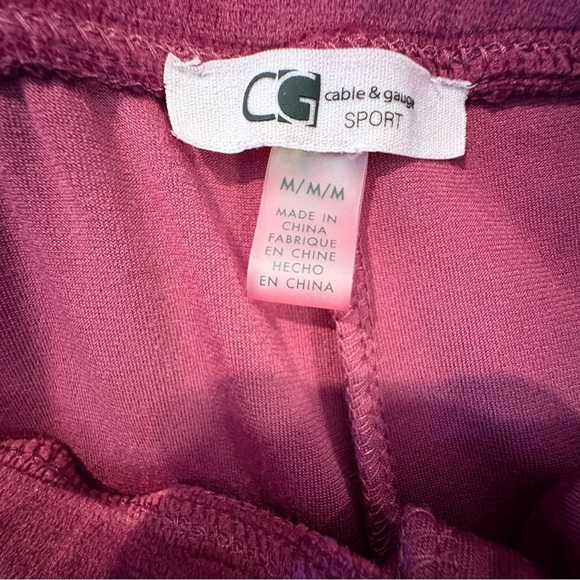 CG cable & gauge
SPORT
M/M/M
MADE IN
CHINA
FABRIQUE
EN CHINE
HECHO
EN CHINA